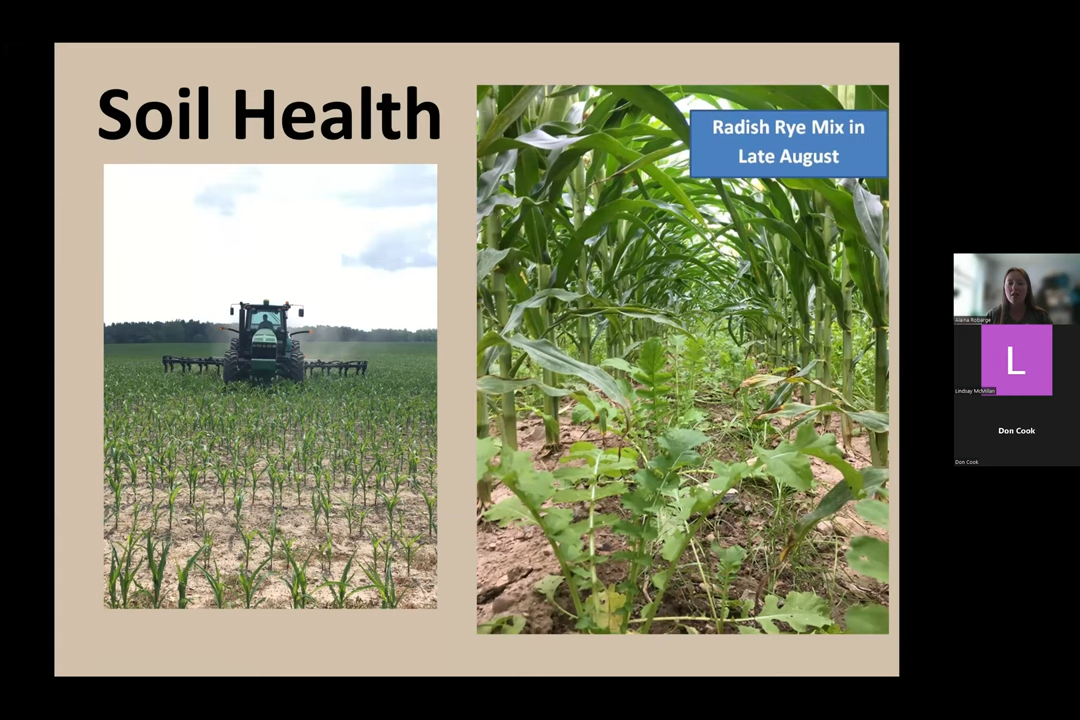 Soil Health
Radish Rye Mix in
Late August
Alaina Robarge
L
Lindsay McMillan
Don Cook
Don Cook